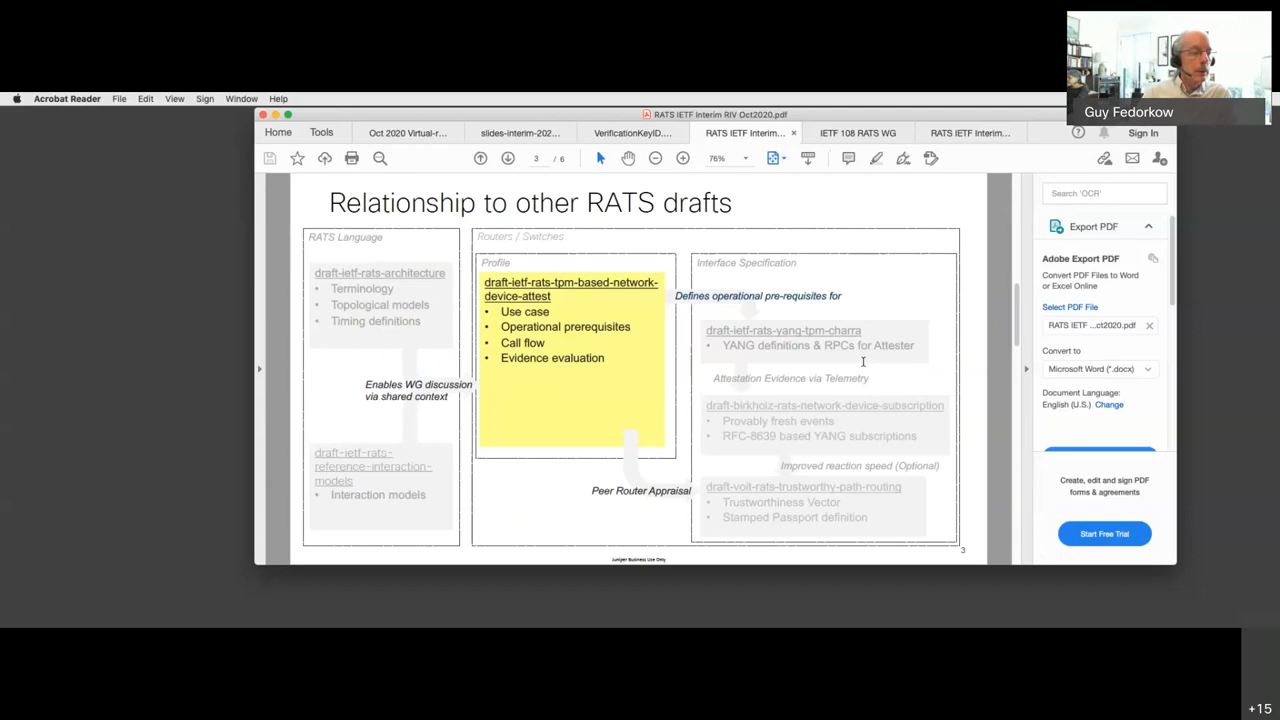 Guy Fedorkow
Acrobat Reader File Edit View Sign Window Help
RATS IETF Interim RIV Oct2020.pdf
Home Tools Oct 2020 Virtual-r... slides-interim-202... VerificationKeyID.... RATS IETF Interim... × IETF 108 RATS WG RATS IETF Interim... Sign In
3 / 6 76%
Relationship to other RATS drafts
RATS Language
draft-ietf-rats-architecture
• Terminology
• Topological models
• Timing definitions
Enables WG discussion
via shared context
draft-ietf-rats-
reference-interaction-
models
• Interaction models
Routers / Switches
Profile
draft-ietf-rats-tpm-based-network-
device-attest
• Use case
• Operational prerequisites
• Call flow
• Evidence evaluation
Peer Router Appraisal
Interface Specification
Defines operational pre-requisites for
draft-ietf-rats-yang-tpm-charra
• YANG definitions & RPCs for Attester
Attestation Evidence via Telemetry
draft-birkholz-rats-network-device-subscription
• Provably fresh events
• RFC-8639 based YANG subscriptions
Improved reaction speed (Optional)
draft-voit-rats-trustworthy-path-routing
• Trustworthiness Vector
• Stamped Passport definition
3
Juniper Business Use Only
Search 'OCR'
Export PDF
Adobe Export PDF
Convert PDF Files to Word
or Excel Online
Select PDF File
RATS IETF ...ct2020.pdf ×
Convert to
Microsoft Word (*.docx)
Document Language:
English (U.S.) Change
Create, edit and sign PDF
forms & agreements
Start Free Trial
+15